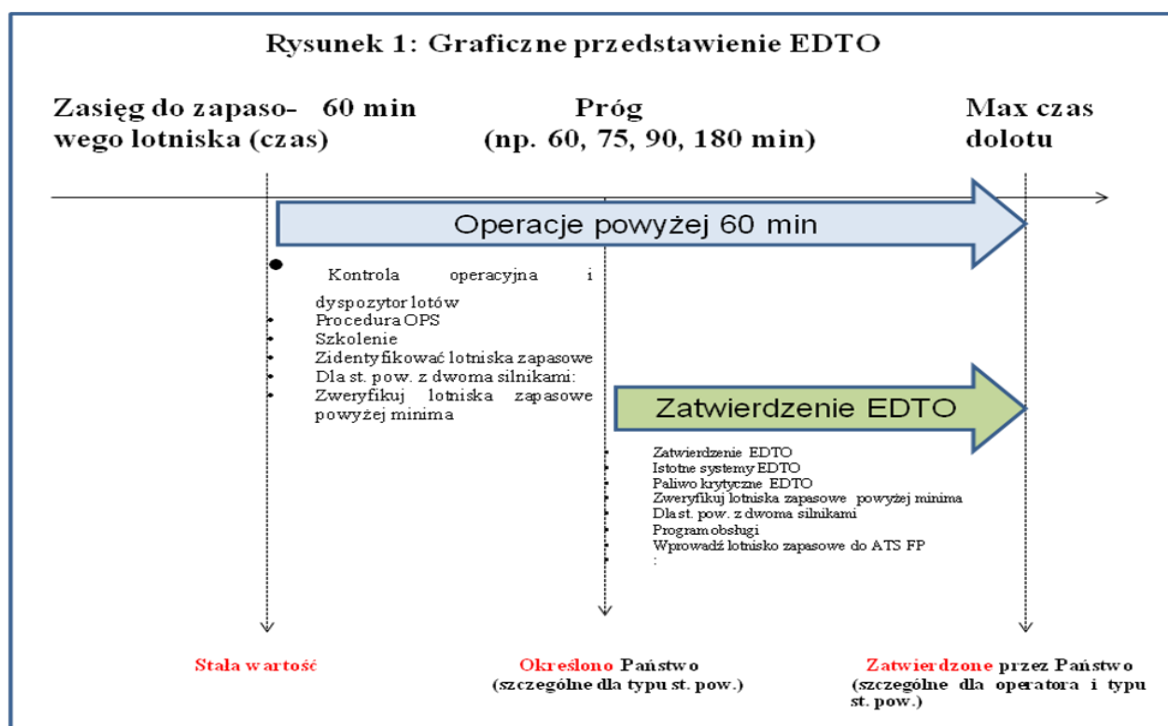 Rysunek 1: Graficzne przedstawienie EDTO
Zasięg do zapaso- 60 min
wego lotniska (czas)
Próg
(np. 60, 75, 90, 180 min)
Max czas
dolotu
Operacje powyżej 60 min
Kontrola operacyjna i
dyspozytor lotów
Procedura OPS
Szkolenie
Zidentyfikować lotniska zapasowe
Dla st. pow. z dwoma silnikami:
Zweryfikuj lotniska zapasowe
powyżej minima
Zatwierdzenie EDTO
Zatwierdzenie EDTO
Istotne systemy EDTO
Paliwo krytyczne EDTO
Zweryfikuj lotniska zapasowe powyżej minima
Dla st. pow. z dwoma silnikami
Program obsługi
Wprowadź lotnisko zapasowe do ATS FP
:
Stala wartość
Określono Państwo
(szczególne dla typu st. pow.)
Zatwierdzone przez Państwo
(szczególne dla operatora i typu
st. pow.)